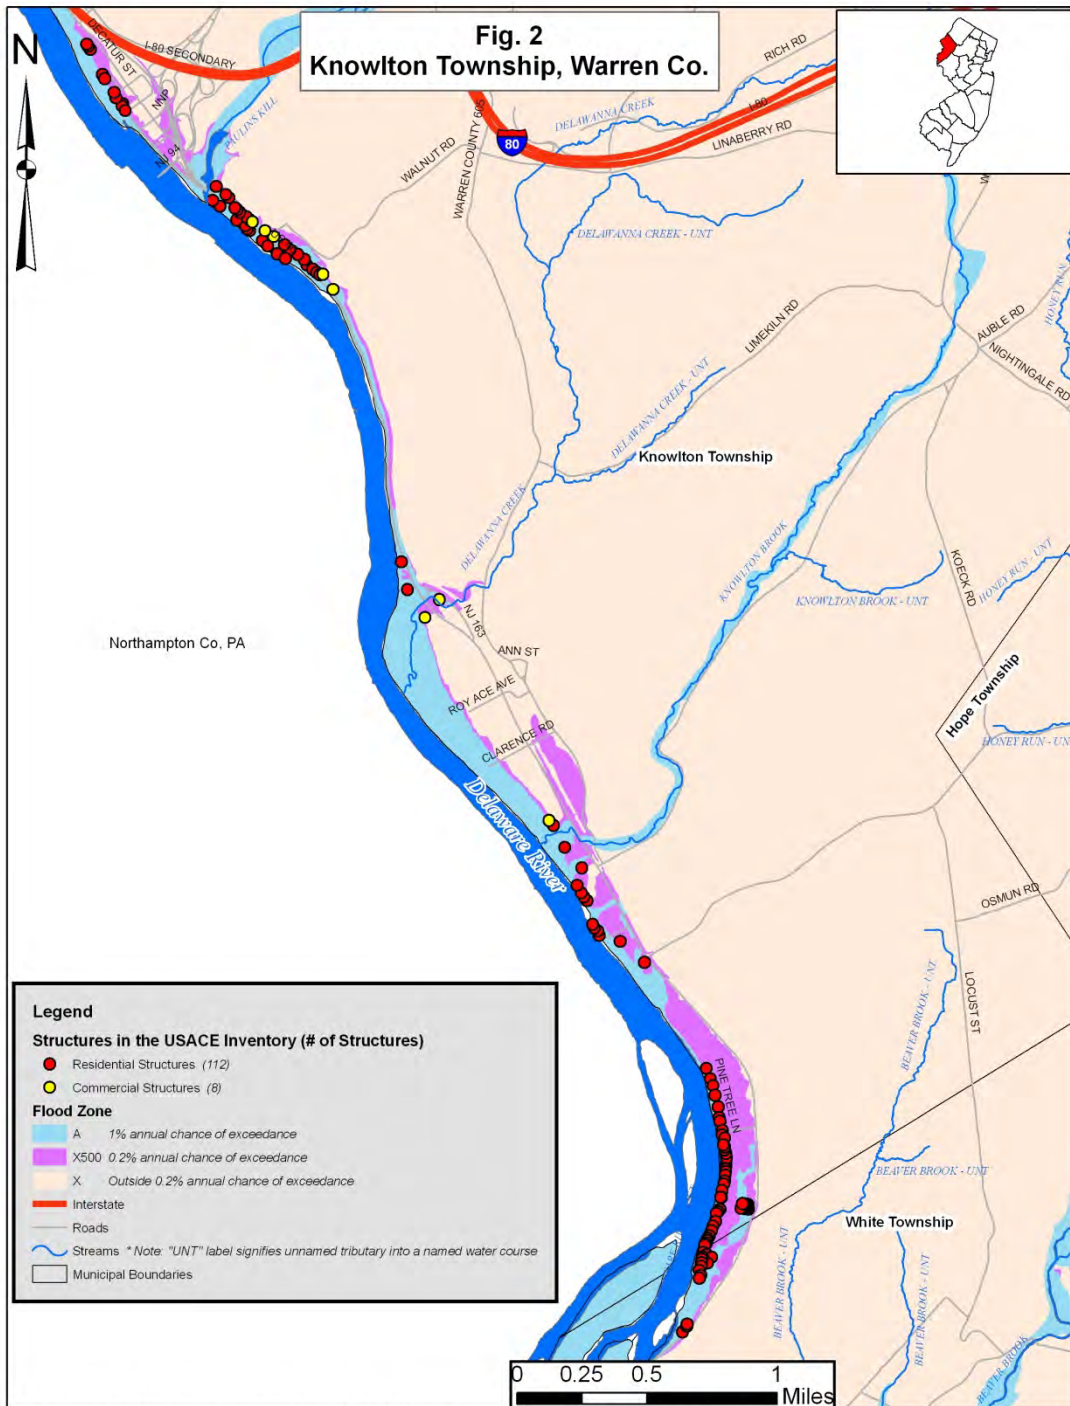 Fig. 2
Knowlton Township, Warren Co.
N
DECATUR ST
I-80 SECONDARY
NNP
NJ 94
PAULINS KILL
WALNUT RD
WARREN COUNTY 605
80
DELAWANNA CREEK
RICH RD
I-80
LINABERRY RD
DELAWANNA CREEK - UNT
LIMEKILN RD
AUBLE RD
NIGHTINGALE RD
HONEY RUN
DELAWANNA CREEK - UNT
Knowlton Township
DELAWANNA CREEK
KNOWLTON BROOK
KOECK RD
HONEY RUN - UNT
KNOWLTON BROOK - UNT
NJ 163
Northampton Co, PA
ANN ST
ROY ACE AVE
CLARENCE RD
Hope Township
HONEY RUN - UN
Delaware River
OSMUN RD
LOCUST ST
BEAVER BROOK - UNT
PINE TREE LN
BEAVER BROOK - UNT
White Township
BEAVER BROOK - UNT
BEAVER BROOK - UNT
BEAVER BROOK
Legend
Structures in the USACE Inventory (# of Structures)
Residential Structures (112)
Commercial Structures (8)
Flood Zone
A 1% annual chance of exceedance
X500 0.2% annual chance of exceedance
X Outside 0.2% annual chance of exceedance
Interstate
Roads
Streams * Note: "UNT" label signifies unnamed tributary into a named water course
Municipal Boundaries
0 0.25 0.5 1
Miles